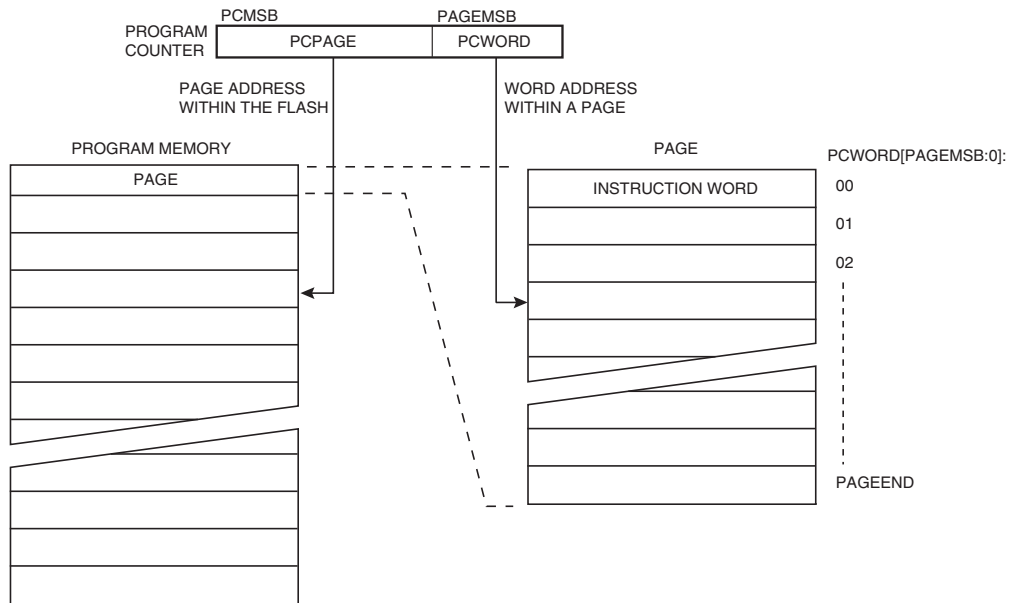 PCMSB PAGEMSB
PROGRAM
COUNTER
PCPAGE PCWORD
PAGE ADDRESS
WITHIN THE FLASH
WORD ADDRESS
WITHIN A PAGE
PROGRAM MEMORY
PAGE
PAGE
INSTRUCTION WORD
PCWORD[PAGEMSB:0]:
00
01
02
PAGEEND